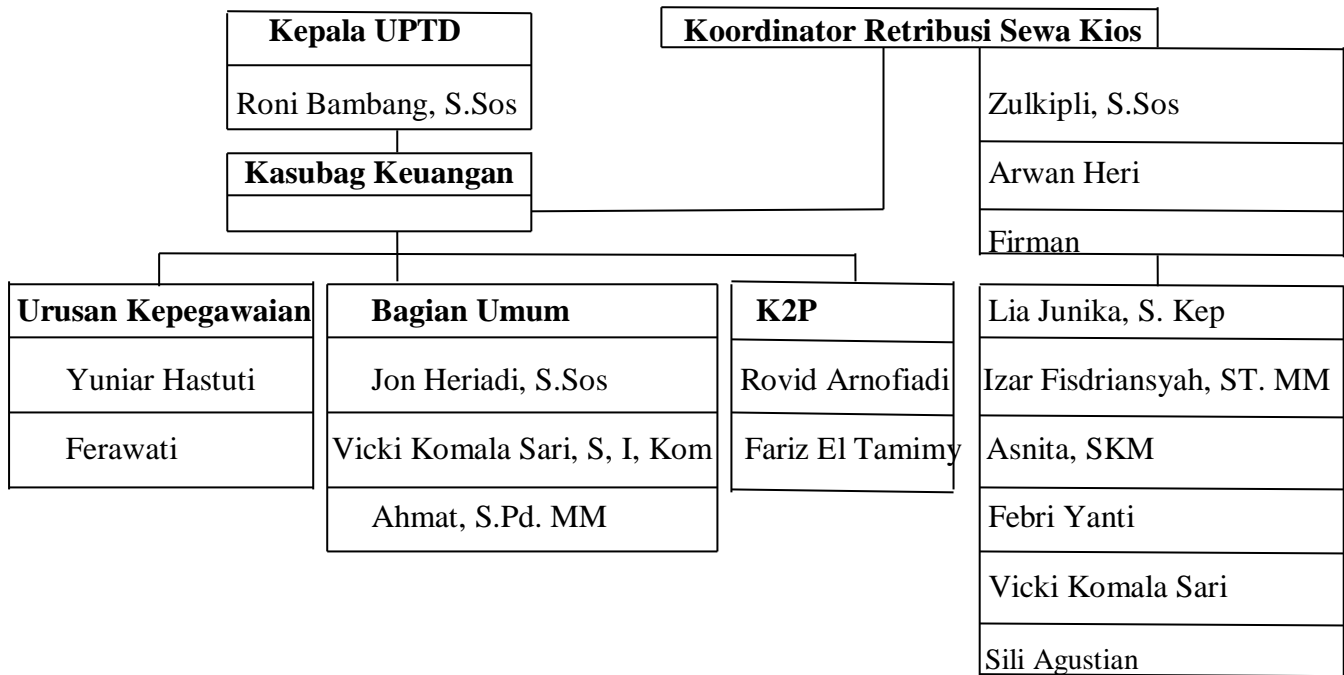 Kepala UPTD
Roni Bambang, S.Sos
Kasubag Keuangan
Koordinator Retribusi Sewa Kios
Zulkipli, S.Sos
Arwan Heri
Firman
Urusan Kepegawaian
Yuniar Hastuti
Ferawati
Bagian Umum
Jon Heriadi, S.Sos
Vicki Komala Sari, S, I, Kom
Ahmat, S.Pd. MM
K2P
Rovid Arnofiadi
Fariz El Tamimy
Lia Junika, S. Kep
Izar Fisdriansyah, ST. MM
Asnita, SKM
Febri Yanti
Vicki Komala Sari
Sili Agustian